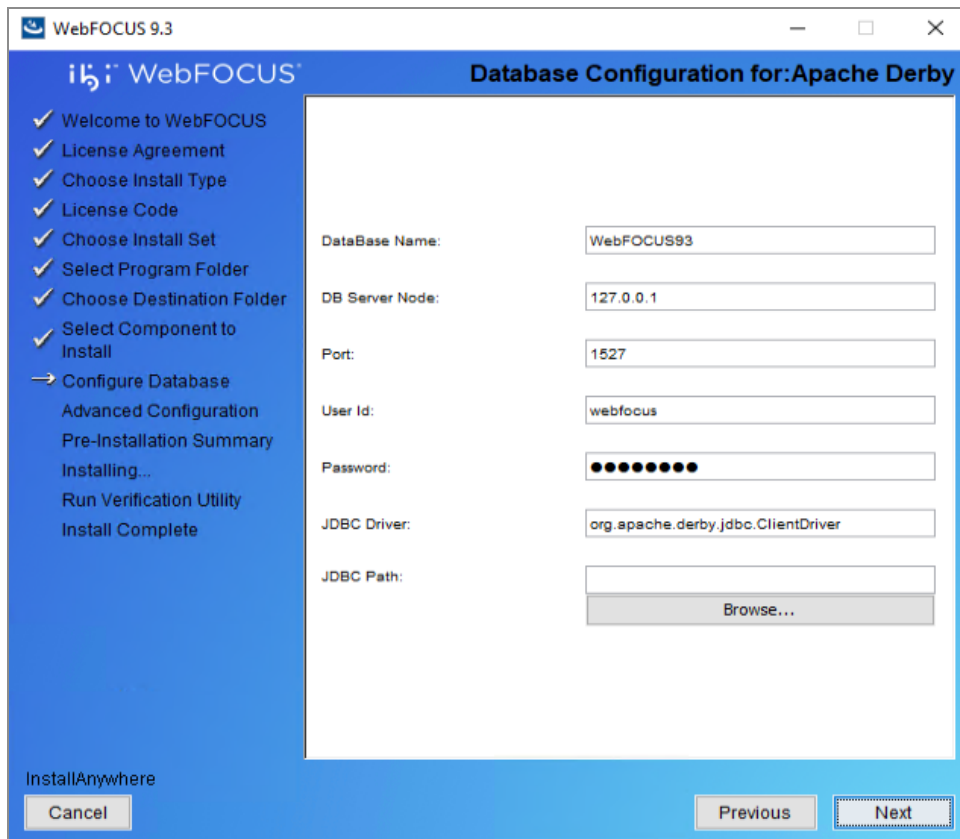 WebFOCUS 9.3
ibi WebFOCUS
Database Configuration for:Apache Derby
Welcome to WebFOCUS
License Agreement
Choose Install Type
License Code
Choose Install Set
Select Program Folder
Choose Destination Folder
Select Component to
Install
Configure Database
Advanced Configuration
Pre-Installation Summary
Installing...
Run Verification Utility
Install Complete
DataBase Name: WebFOCUS93
DB Server Node: 127.0.0.1
Port: 1527
User Id: webfocus
Password: ●●●●●●●●
JDBC Driver: org.apache.derby.jdbc.ClientDriver
JDBC Path:
Browse...
InstallAnywhere
Cancel Previous Next